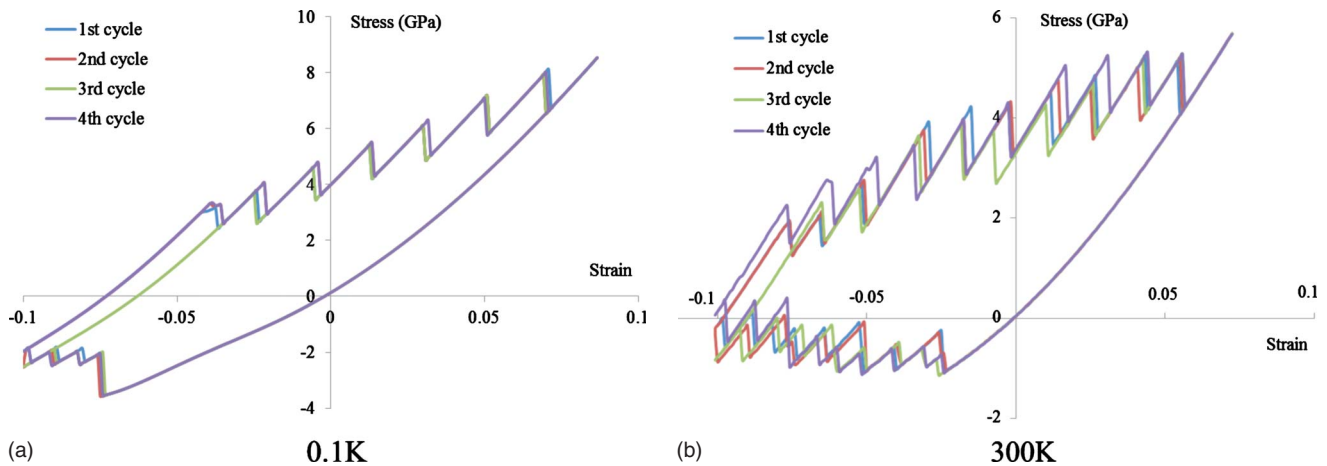 Stress (GPa)
1st cycle
2nd cycle
3rd cycle
4th cycle
10
8
6
4
2
0
-2
-4
-0.1
-0.05
0
0.05
0.1
Strain
(a)
0.1K
Stress (GPa)
1st cycle
2nd cycle
3rd cycle
4th cycle
6
4
2
0
-2
-0.1
-0.05
0.05
0.1
Strain
(b)
300K